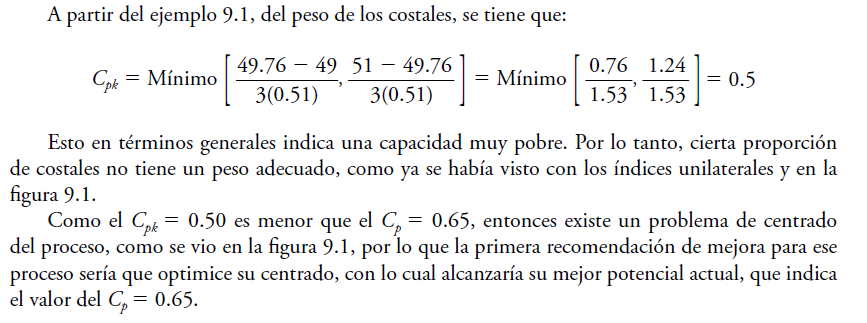 A partir del ejemplo 9.1, del peso de los costales, se tiene que:
C_{pk} = Mínimo [ \frac{49.76 − 49}{3(0.51)}, \frac{51 − 49.76}{3(0.51)} ] = Mínimo [ \frac{0.76}{1.53}, \frac{1.24}{1.53} ] = 0.5
Esto en términos generales indica una capacidad muy pobre. Por lo tanto, cierta proporción
de costales no tiene un peso adecuado, como ya se había visto con los índices unilaterales y en la
figura 9.1.
Como el C_{pk} = 0.50 es menor que el C_p = 0.65, entonces existe un problema de centrado
del proceso, como se vio en la figura 9.1, por lo que la primera recomendación de mejora para ese
proceso sería que optimice su centrado, con lo cual alcanzaría su mejor potencial actual, que indica
el valor del C_p = 0.65.